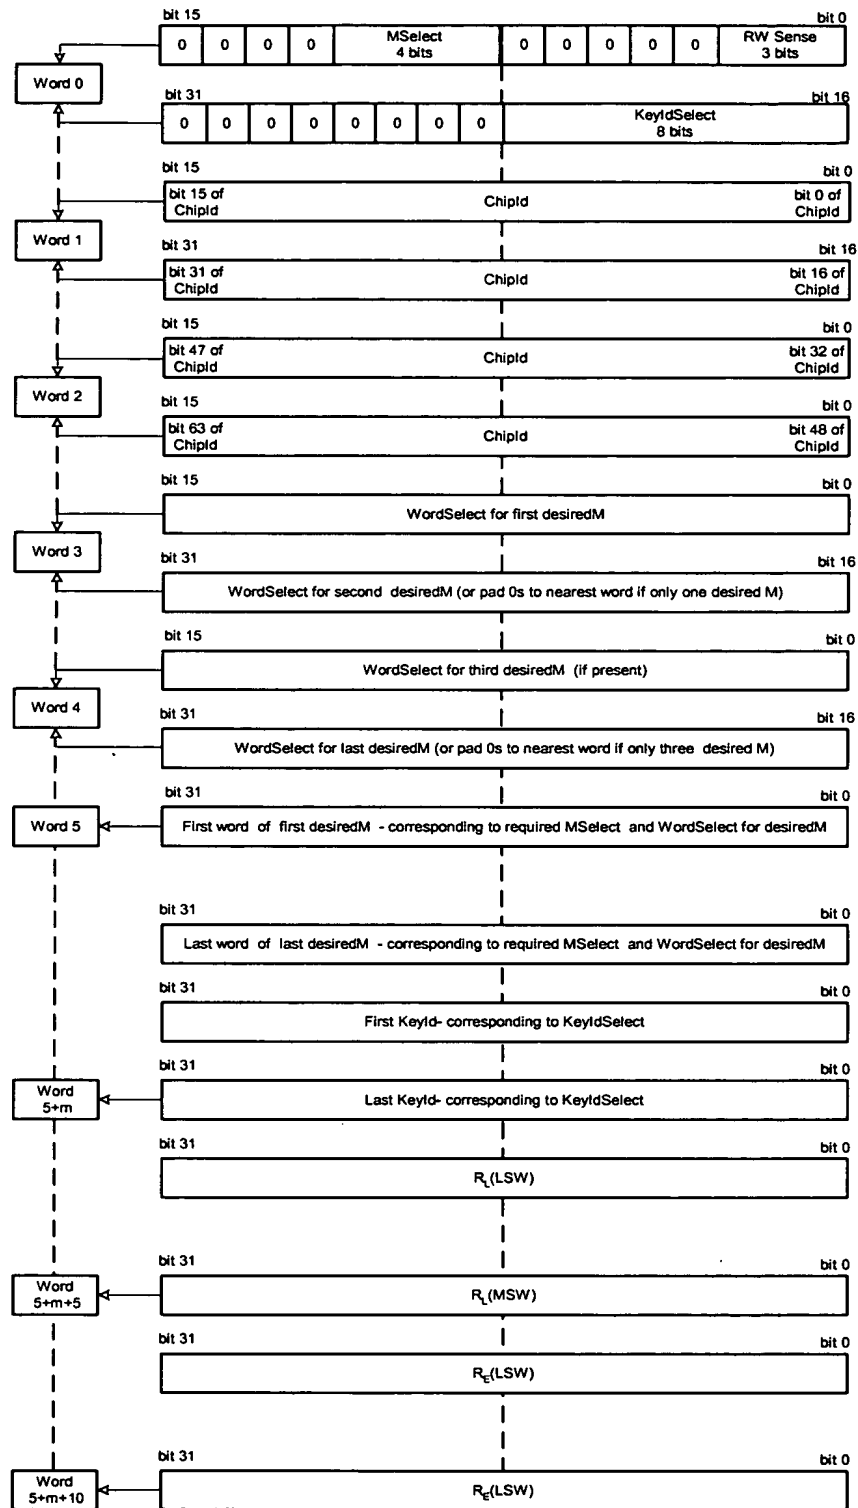 bit 15 bit 0
0 0 0 0 MSelect 4 bits 0 0 0 0 0 RW Sense 3 bits
Word 0
bit 31 bit 16
0 0 0 0 0 0 0 0 KeyIdSelect 8 bits
bit 15 bit 0
bit 15 of ChipId ChipId bit 0 of ChipId
Word 1
bit 31 bit 16
bit 31 of ChipId ChipId bit 16 of ChipId
bit 15 bit 0
bit 47 of ChipId ChipId bit 32 of ChipId
Word 2
bit 15 bit 0
bit 63 of ChipId ChipId bit 48 of ChipId
bit 15 bit 0
WordSelect for first desiredM
Word 3
bit 31 bit 16
WordSelect for second desiredM (or pad 0s to nearest word if only one desired M)
bit 15 bit 0
WordSelect for third desiredM (if present)
Word 4
bit 31 bit 16
WordSelect for last desiredM (or pad 0s to nearest word if only three desired M)
bit 31 bit 0
Word 5 First word of first desiredM - corresponding to required MSelect and WordSelect for desiredM
bit 31 bit 0
Last word of last desiredM - corresponding to required MSelect and WordSelect for desiredM
bit 31 bit 0
First KeyId- corresponding to KeyIdSelect
bit 31 bit 0
Word 5+m Last KeyId- corresponding to KeyIdSelect
bit 31 bit 0
R_L(LSW)
bit 31 bit 0
Word 5+m+5 R_L(MSW)
bit 31 bit 0
R_E(LSW)
bit 31 bit 0
Word 5+m+10 R_E(LSW)